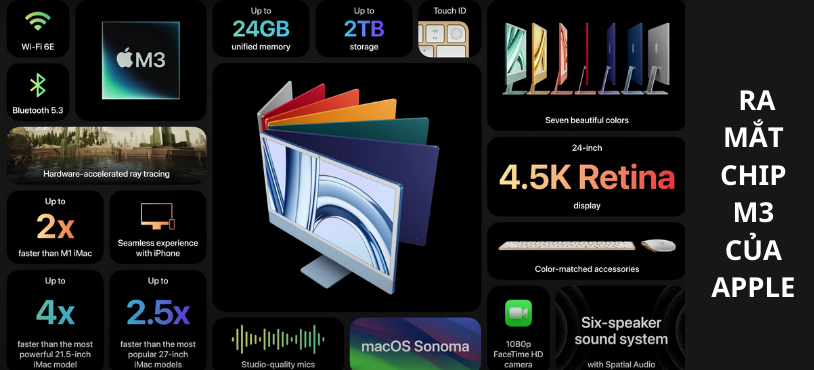 Wi-Fi 6E
M3
Up to
24GB
unified memory
Up to
2TB
storage
Touch ID
Seven beautiful colors
Bluetooth 5.3
Hardware-accelerated ray tracing
Up to
2x
faster than M1 iMac
Seamless experience
with iPhone
24-inch
4.5K Retina
display
Color-matched accessories
Up to
4x
faster than the most
powerful 21.5-inch
iMac model
Up to
2.5x
faster than the most
popular 27-inch
iMac models
Studio-quality mics
macOS Sonoma
1080p
FaceTime HD
camera
Six-speaker
sound system
with Spatial Audio
RA
MẮT
CHIP
M3
CỦA
APPLE